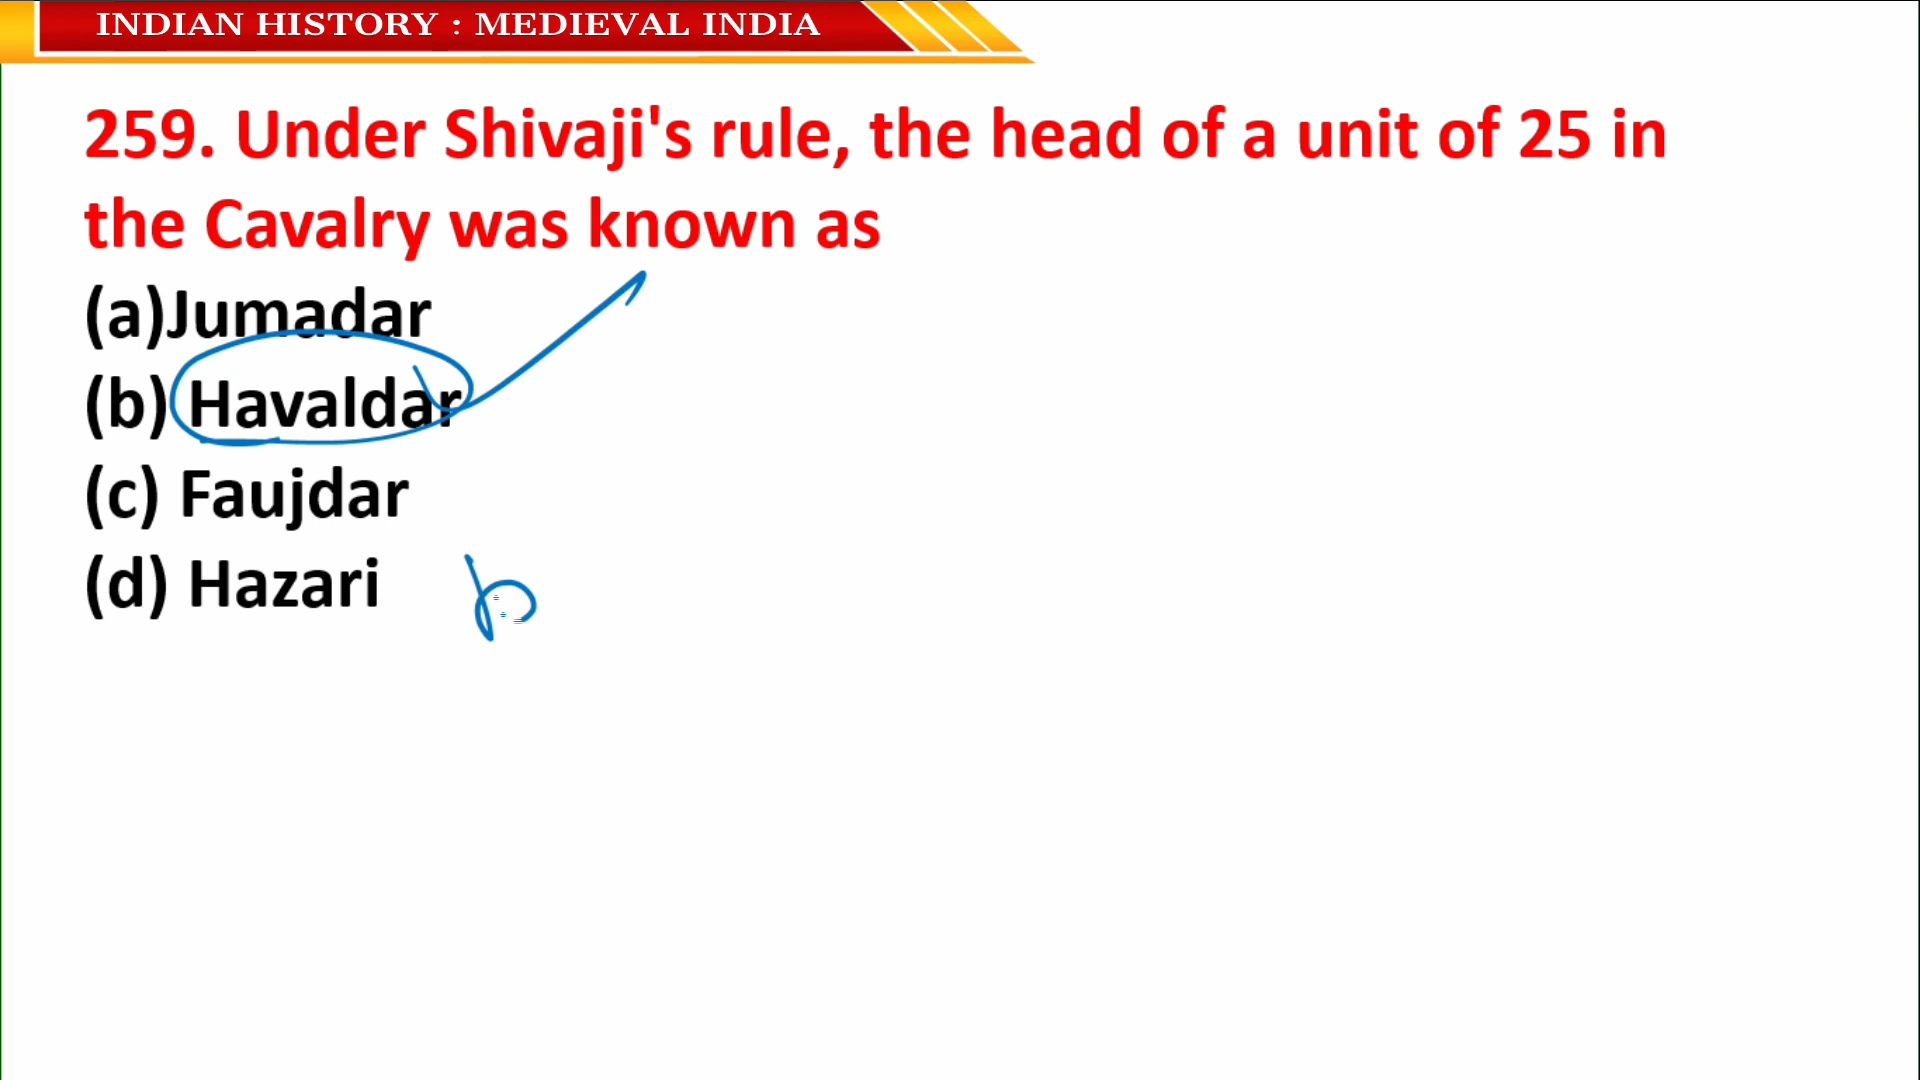 INDIAN HISTORY : MEDIEVAL INDIA
259. Under Shivaji's rule, the head of a unit of 25 in
the Cavalry was known as
(a)Jumadar
(b) Havaldar
(c) Faujdar
(d) Hazari